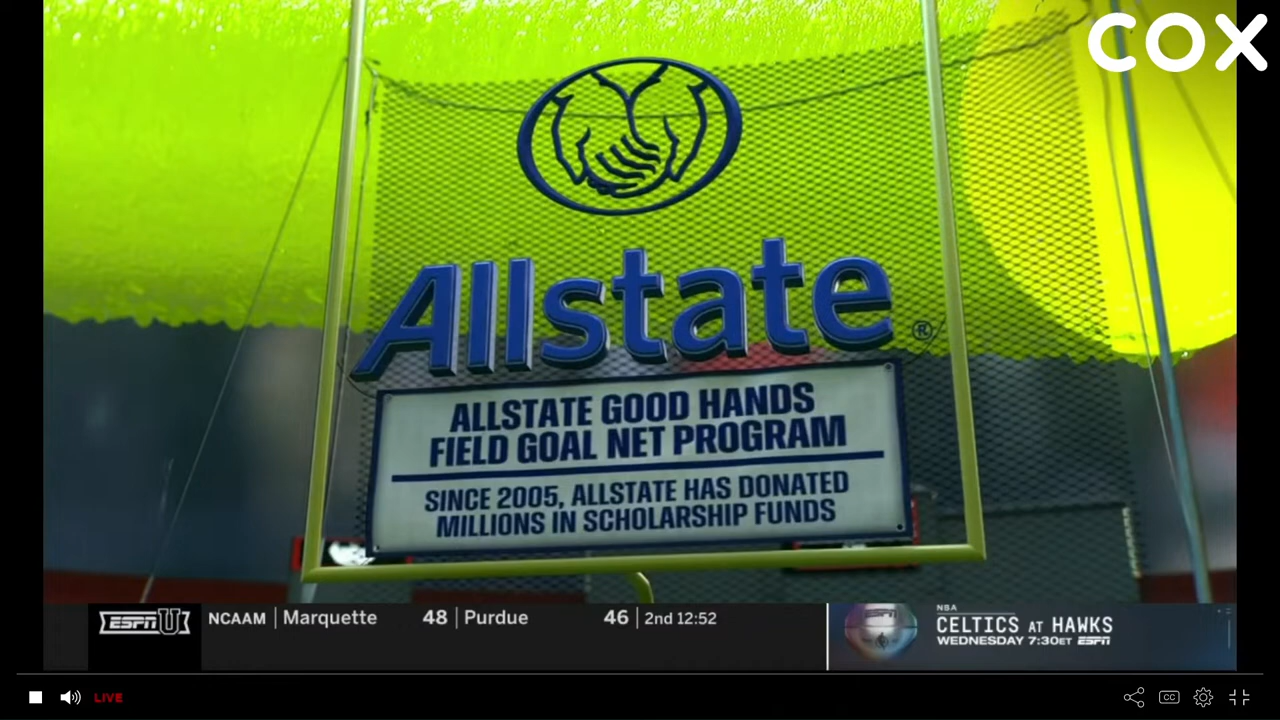 COX
Allstate®
ALLSTATE GOOD HANDS
FIELD GOAL NET PROGRAM
SINCE 2005, ALLSTATE HAS DONATED
MILLIONS IN SCHOLARSHIP FUNDS
ESPNU NCAAM Marquette 48 Purdue 46 2nd 12:52
NBA
CELTICS AT HAWKS
WEDNESDAY 7:30ET ESPN
LIVE
CC